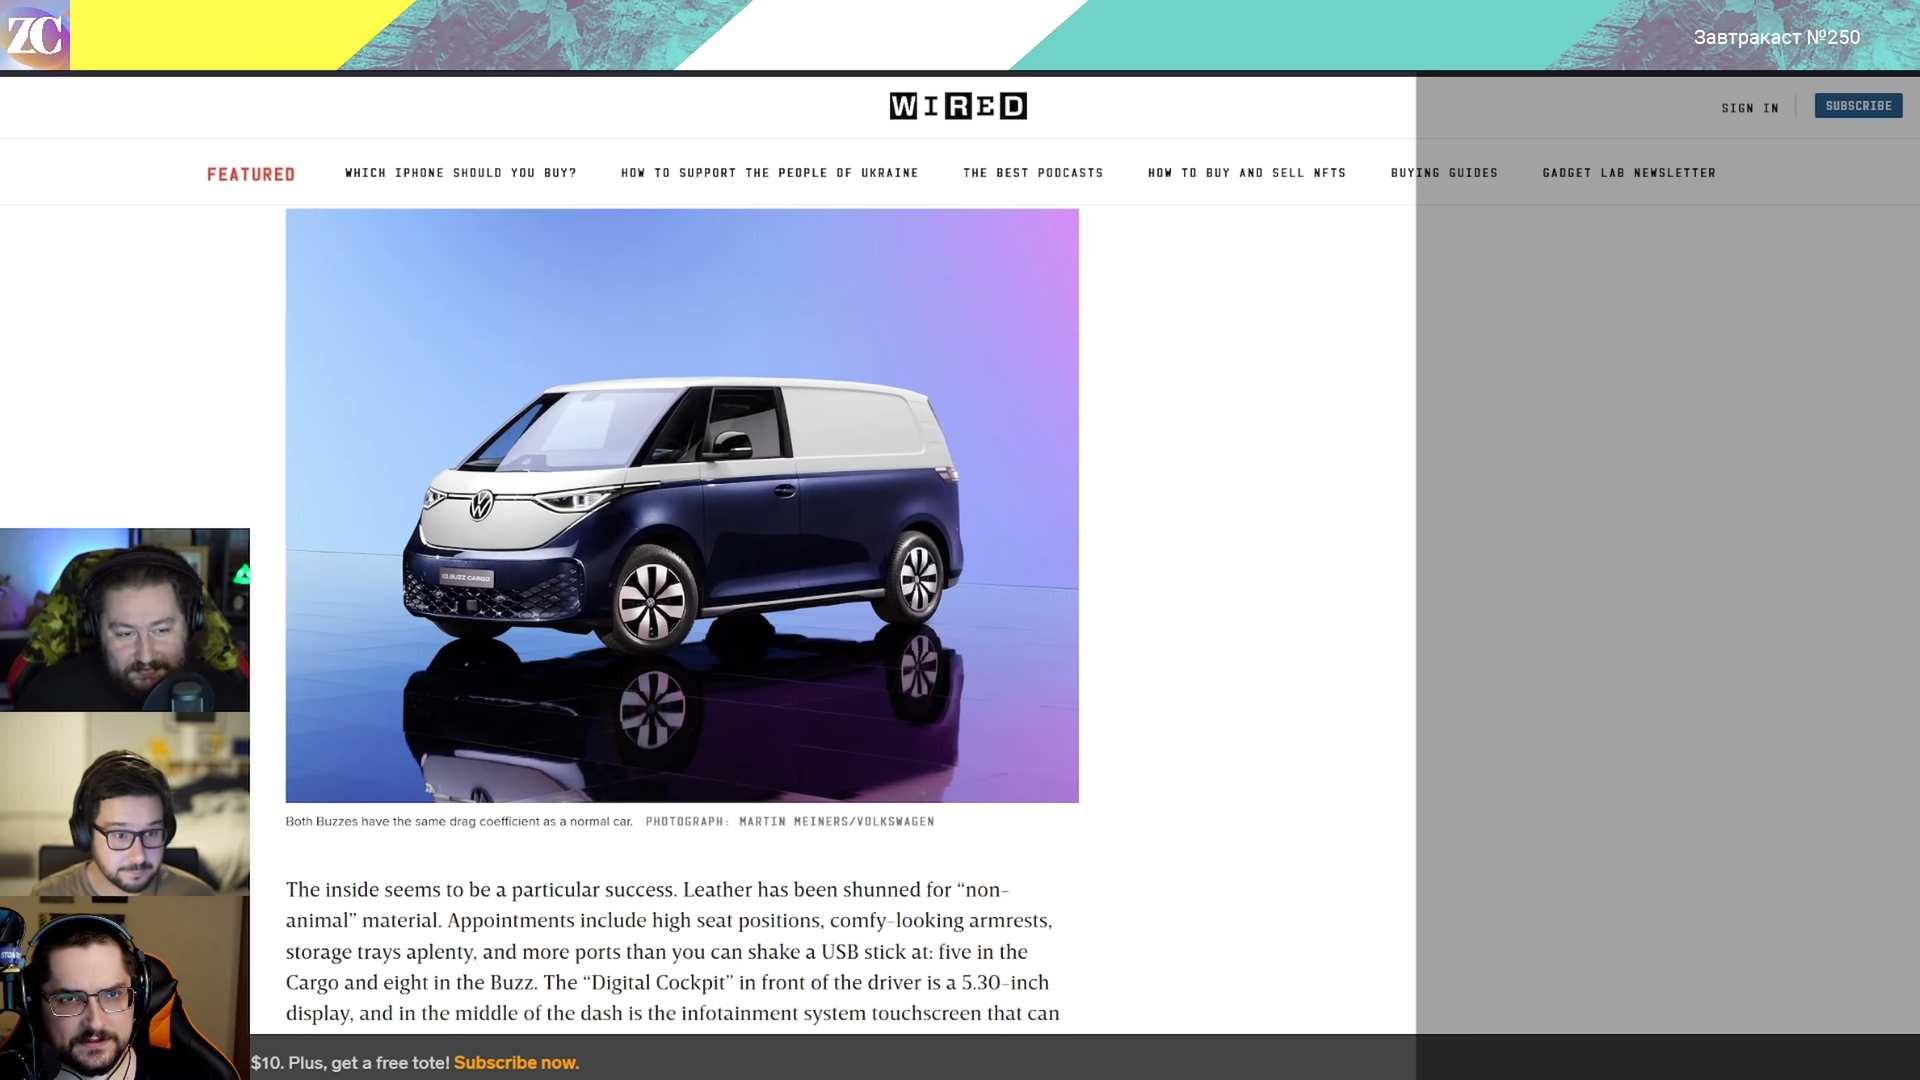 ZC
Завтракаст №250
WIRED
SIGN IN
SUBSCRIBE
FEATURED
WHICH IPHONE SHOULD YOU BUY?
HOW TO SUPPORT THE PEOPLE OF UKRAINE
THE BEST PODCASTS
HOW TO BUY AND SELL NFTS
BUYING GUIDES
GADGET LAB NEWSLETTER
ID.BUZZ CARGO
Both Buzzes have the same drag coefficient as a normal car. PHOTOGRAPH: MARTIN MEINERS/VOLKSWAGEN
The inside seems to be a particular success. Leather has been shunned for “non-
animal” material. Appointments include high seat positions, comfy-looking armrests,
storage trays aplenty, and more ports than you can shake a USB stick at: five in the
Cargo and eight in the Buzz. The “Digital Cockpit” in front of the driver is a 5.30-inch
display, and in the middle of the dash is the infotainment system touchscreen that can
$10. Plus, get a free tote! Subscribe now.